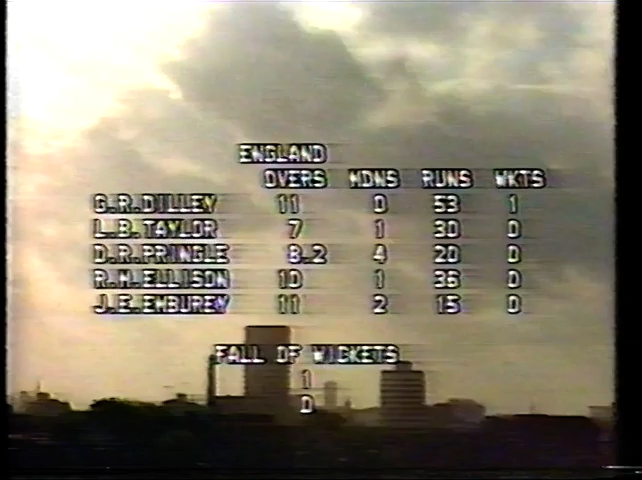 ENGLAND
OVERS MDNS RUNS WKTS
G.R.DILLEY 11 0 53 1
L.B.TAYLOR 7 1 30 0
D.R.PRINGLE 8.2 4 20 0
R.M.ELLISON 10 1 36 0
J.E.EMBUREY 11 2 15 0
FALL OF WICKETS
1
0